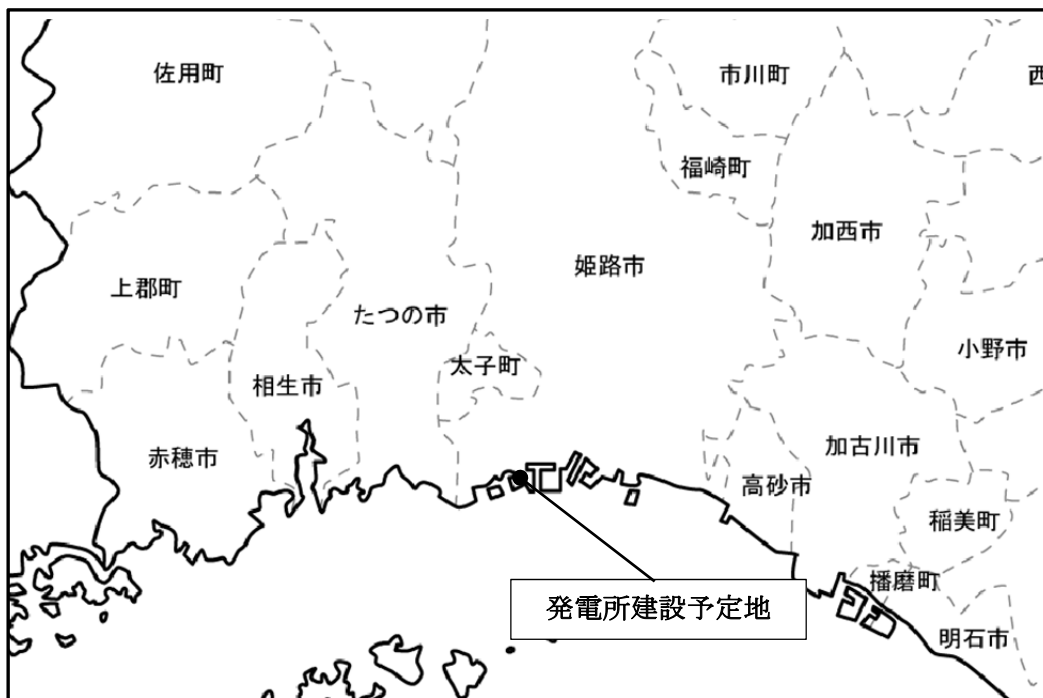 佐用町
市川町
西
福崎町
加西市
姫路市
上郡町
たつの市
小野市
太子町
相生市
加古川市
赤穂市
高砂市
稲美町
播磨町
発電所建設予定地
明石市